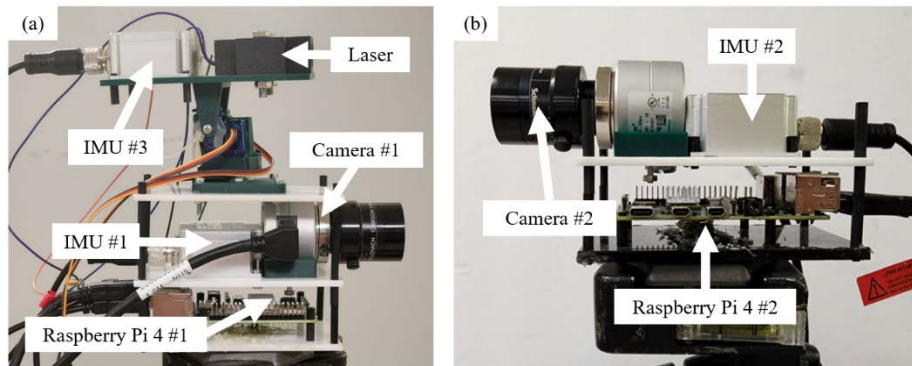 (a)
Laser
IMU #3
Camera #1
IMU #1
Raspberry Pi 4 #1
(b)
IMU #2
Camera #2
Raspberry Pi 4 #2